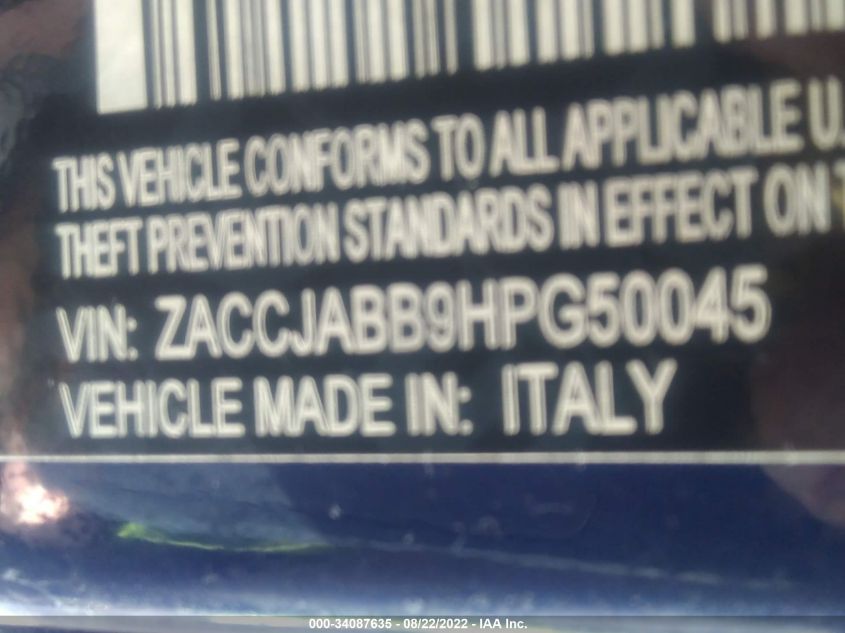 THIS VEHICLE CONFORMS TO ALL APPLICABLE U.
THEFT PREVENTION STANDARDS IN EFFECT ON T
VIN: ZACCJABB9HPG50045
VEHICLE MADE IN: ITALY
000-34087635 - 08/22/2022 - IAA Inc.